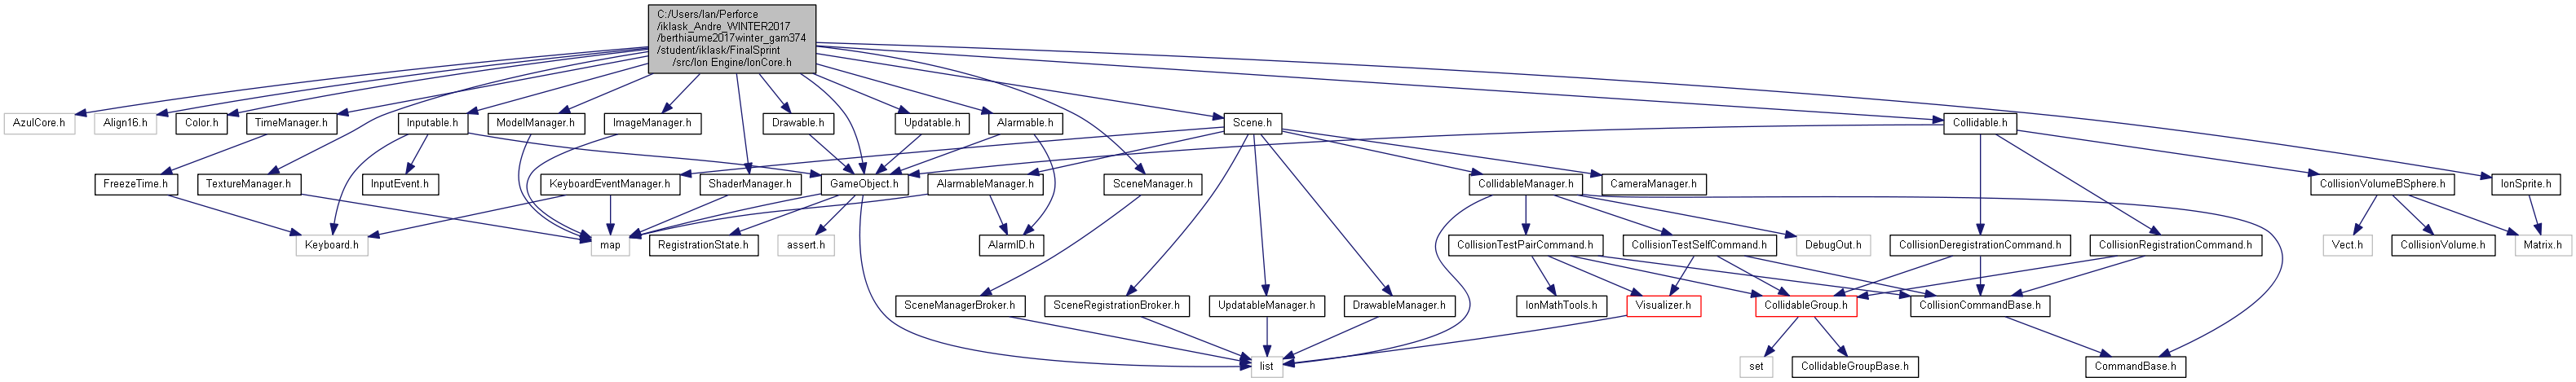 C:/Users/Ian/Perforce
/iklask_Andre_WINTER2017
/berthiaume2017winter_gam374
/student/iklask/FinalSprint
/src/Ion Engine/IonCore.h
AzulCore.h
Align16.h
Color.h
TimeManager.h
Inputable.h
ModelManager.h
ImageManager.h
Drawable.h
Updatable.h
Alarmable.h
Scene.h
Collidable.h
FreezeTime.h
TextureManager.h
InputEvent.h
KeyboardEventManager.h
ShaderManager.h
GameObject.h
AlarmableManager.h
SceneManager.h
CollidableManager.h
CameraManager.h
CollisionVolumeBSphere.h
IonSprite.h
Keyboard.h
map
RegistrationState.h
assert.h
AlarmID.h
CollisionTestPairCommand.h
CollisionTestSelfCommand.h
DebugOut.h
CollisionDeregistrationCommand.h
CollisionRegistrationCommand.h
Vect.h
CollisionVolume.h
Matrix.h
SceneManagerBroker.h
SceneRegistrationBroker.h
UpdatableManager.h
DrawableManager.h
IonMathTools.h
Visualizer.h
CollidableGroup.h
CollisionCommandBase.h
list
set
CollidableGroupBase.h
CommandBase.h